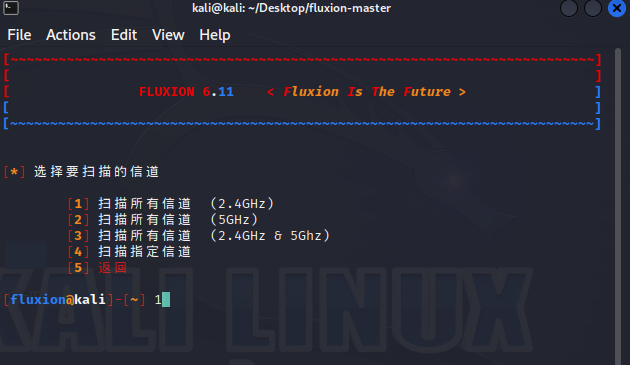 kali@kali: ~/Desktop/fluxion-master
File Actions Edit View Help
[~~~~~~~~~~~~~~~~~~~~~~~~~~~~~~~~~~~~~~~~~~~~~~~~~~~~~~~~~~~~~~~~~~~~~~~~]
[ ]
[ FLUXION 6.11 < Fluxion Is The Future > ]
[ ]
[~~~~~~~~~~~~~~~~~~~~~~~~~~~~~~~~~~~~~~~~~~~~~~~~~~~~~~~~~~~~~~~~~~~~~~~~]
[*] 选择要扫描的信道
[1] 扫描所有信道 (2.4GHz)
[2] 扫描所有信道 (5GHz)
[3] 扫描所有信道 (2.4GHz & 5Ghz)
[4] 扫描指定信道
[5] 返回
[fluxion@kali]-[~] 1
KALI LINUX